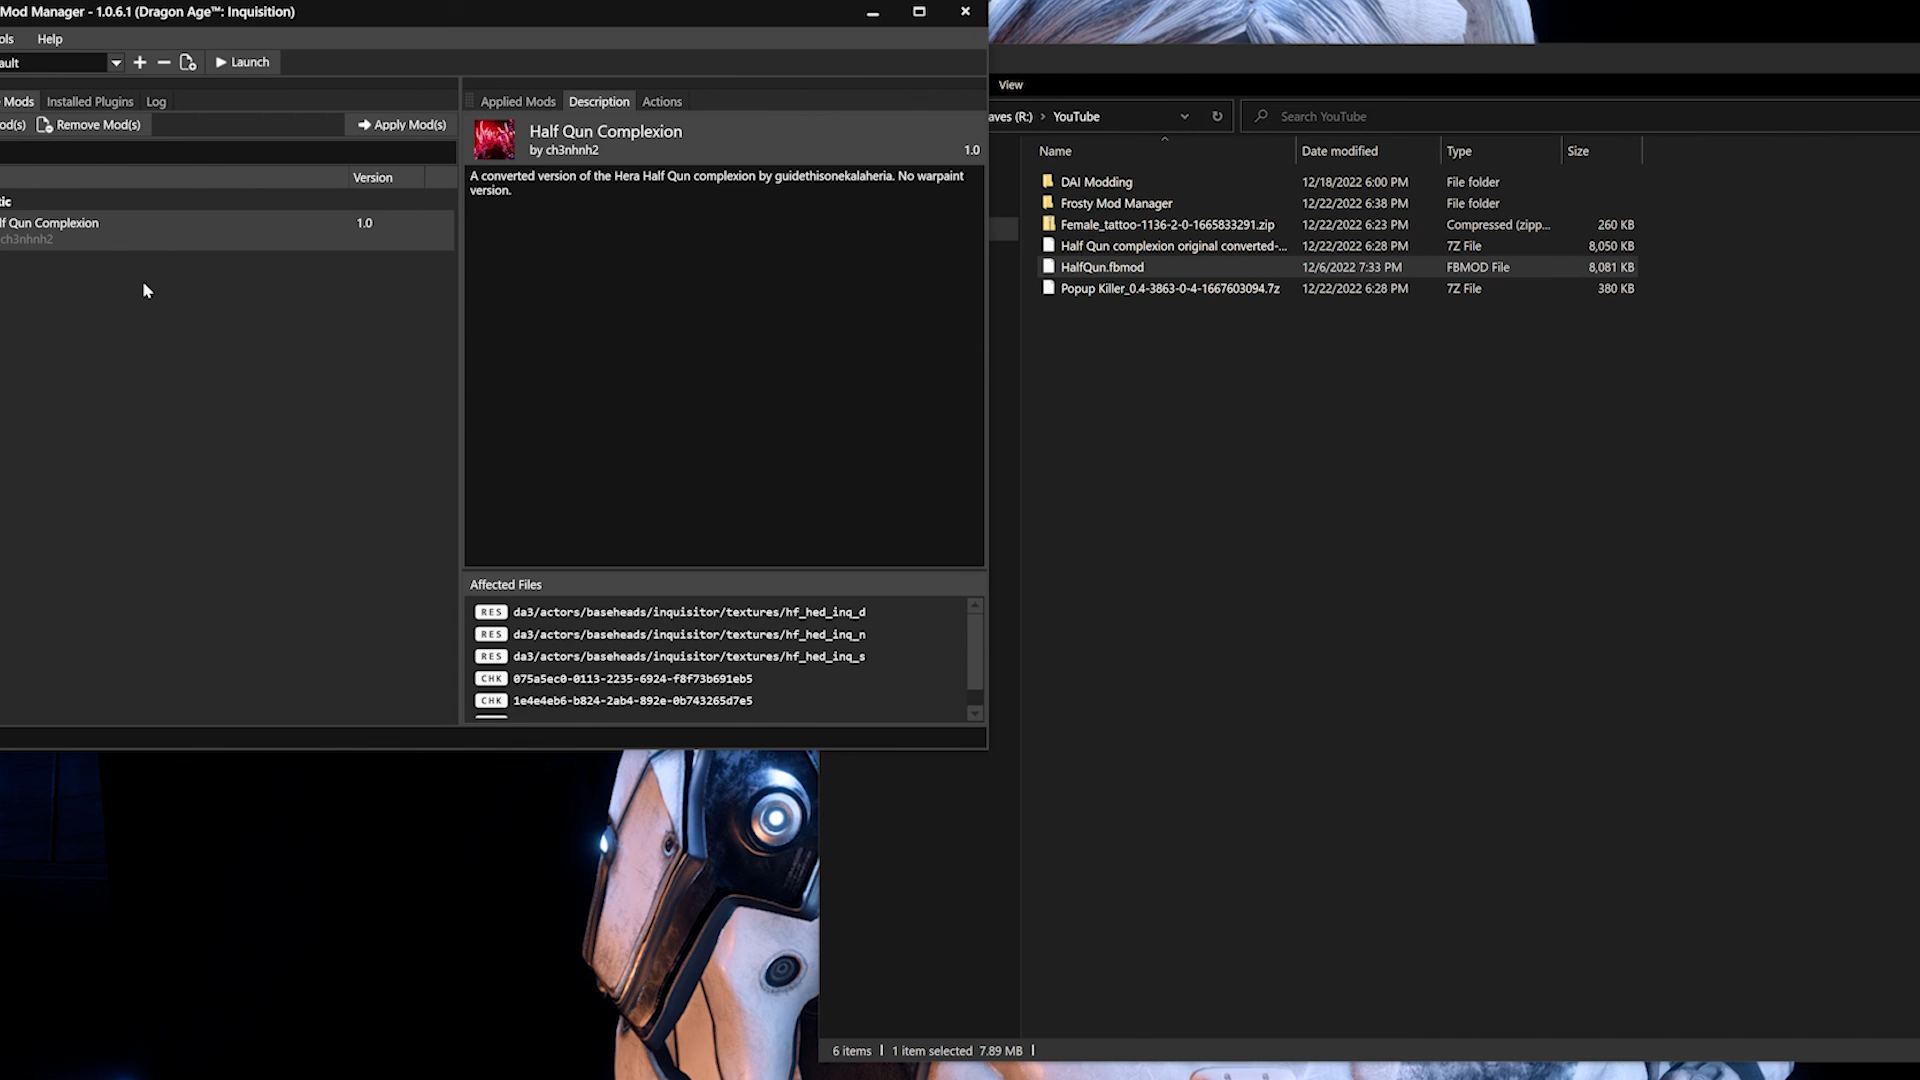 Mod Manager - 1.0.6.1 (Dragon Age™: Inquisition)
ols Help
ault Launch
Mods Installed Plugins Log
od(s) Remove Mod(s) Apply Mod(s)
Version
tic
lf Qun Complexion 1.0
ch3nhnh2
Applied Mods Description Actions
Half Qun Complexion
by ch3nhnh2 1.0
A converted version of the Hera Half Qun complexion by guidethisonekalaheria. No warpaint
version.
Affected Files
RES da3/actors/baseheads/inquisitor/textures/hf_hed_inq_d
RES da3/actors/baseheads/inquisitor/textures/hf_hed_inq_n
RES da3/actors/baseheads/inquisitor/textures/hf_hed_inq_s
CHK 075a5ec0-0113-2235-6924-f8f73b691eb5
CHK 1e4e4eb6-b824-2ab4-892e-0b743265d7e5
View
aves (R:) › YouTube Search YouTube
Name Date modified Type Size
DAI Modding 12/18/2022 6:00 PM File folder
Frosty Mod Manager 12/22/2022 6:38 PM File folder
Female_tattoo-1136-2-0-1665833291.zip 12/22/2022 6:23 PM Compressed (zipp... 260 KB
Half Qun complexion original converted-... 12/22/2022 6:28 PM 7Z File 8,050 KB
HalfQun.fbmod 12/6/2022 7:33 PM FBMOD File 8,081 KB
Popup Killer_0.4-3863-0-4-1667603094.7z 12/22/2022 6:28 PM 7Z File 380 KB
6 items 1 item selected 7.89 MB